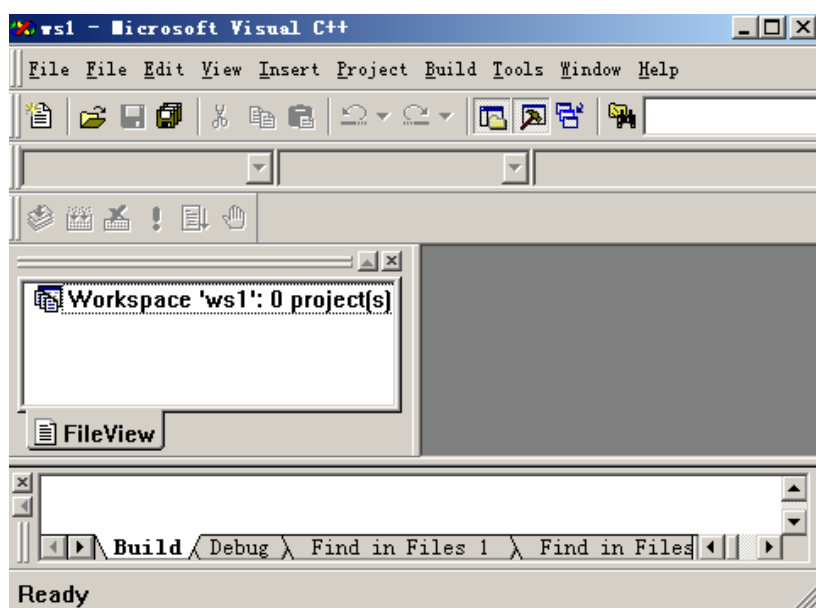 ws1 - Microsoft Visual C++
File File Edit View Insert Project Build Tools Window Help
Workspace 'ws1': 0 project(s)
FileView
Build Debug Find in Files 1 Find in Files
Ready